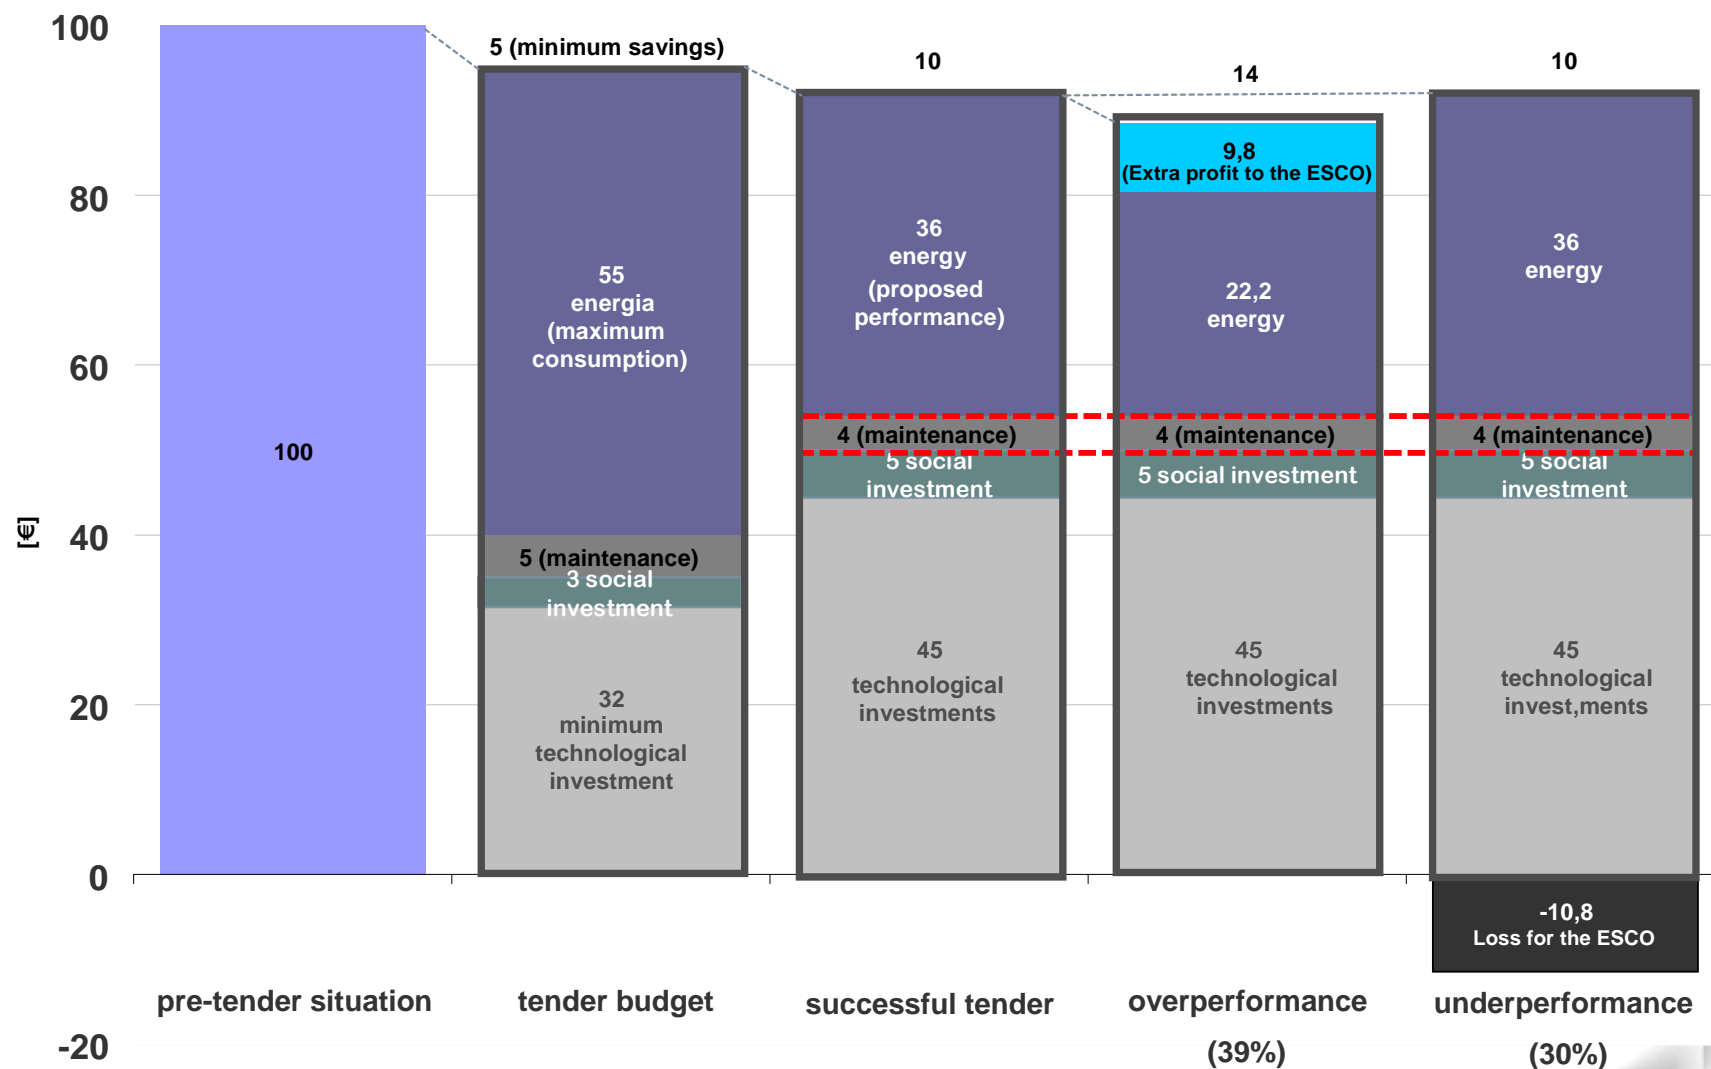 100
80
60
40
20
0
-20
[€]
100
5 (minimum savings)
55
energia
(maximum
consumption)
5 (maintenance)
3 social
investment
32
minimum
technological
investment
10
36
energy
(proposed
performance)
4 (maintenance)
5 social
investment
45
technological
investments
14
9,8
(Extra profit to the ESCO)
22,2
energy
4 (maintenance)
5 social investment
45
technological
investments
10
36
energy
4 (maintenance)
5 social
investment
45
technological
invest,ments
-10,8
Loss for the ESCO
pre-tender situation
tender budget
successful tender
overperformance
(39%)
underperformance
(30%)